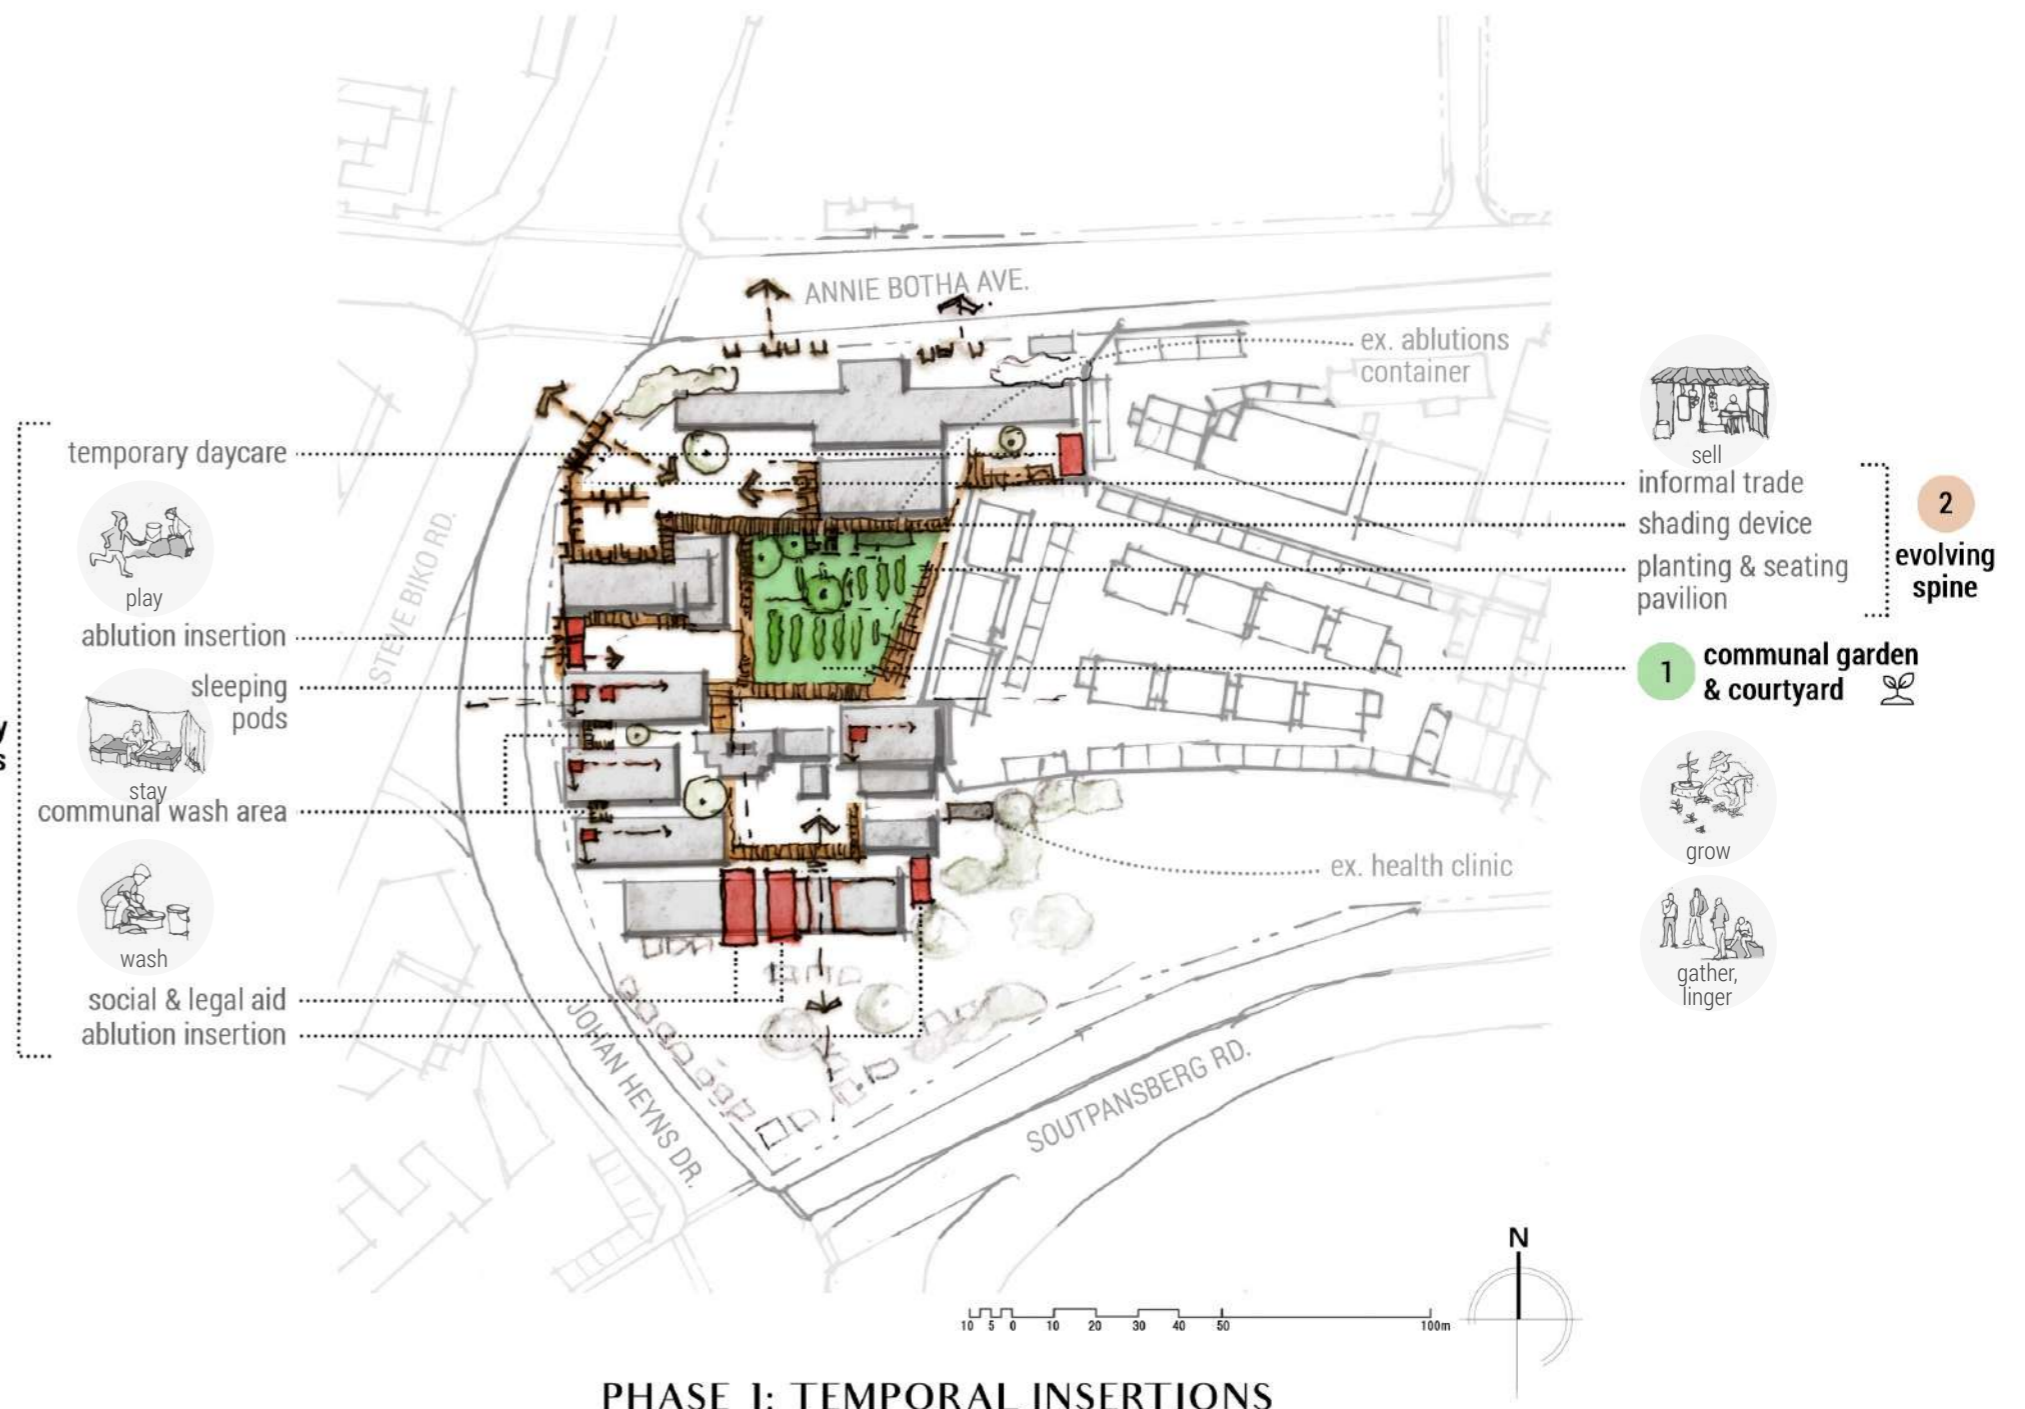 ANNIE BOTHA AVE.
STEVE BIKO RD.
JOHAN HEYNS DR.
SOUTPANSBERG RD.
ex. ablutions
container
ex. health clinic
temporary daycare
play
ablution insertion
sleeping
pods
stay
communal wash area
wash
social & legal aid
ablution insertion
sell
informal trade
shading device
planting & seating
pavilion
2
evolving
spine
1
communal garden
& courtyard
grow
gather,
linger
N
10 5 0 10 20 30 40 50 100m
PHASE 1: TEMPORAL INSERTIONS